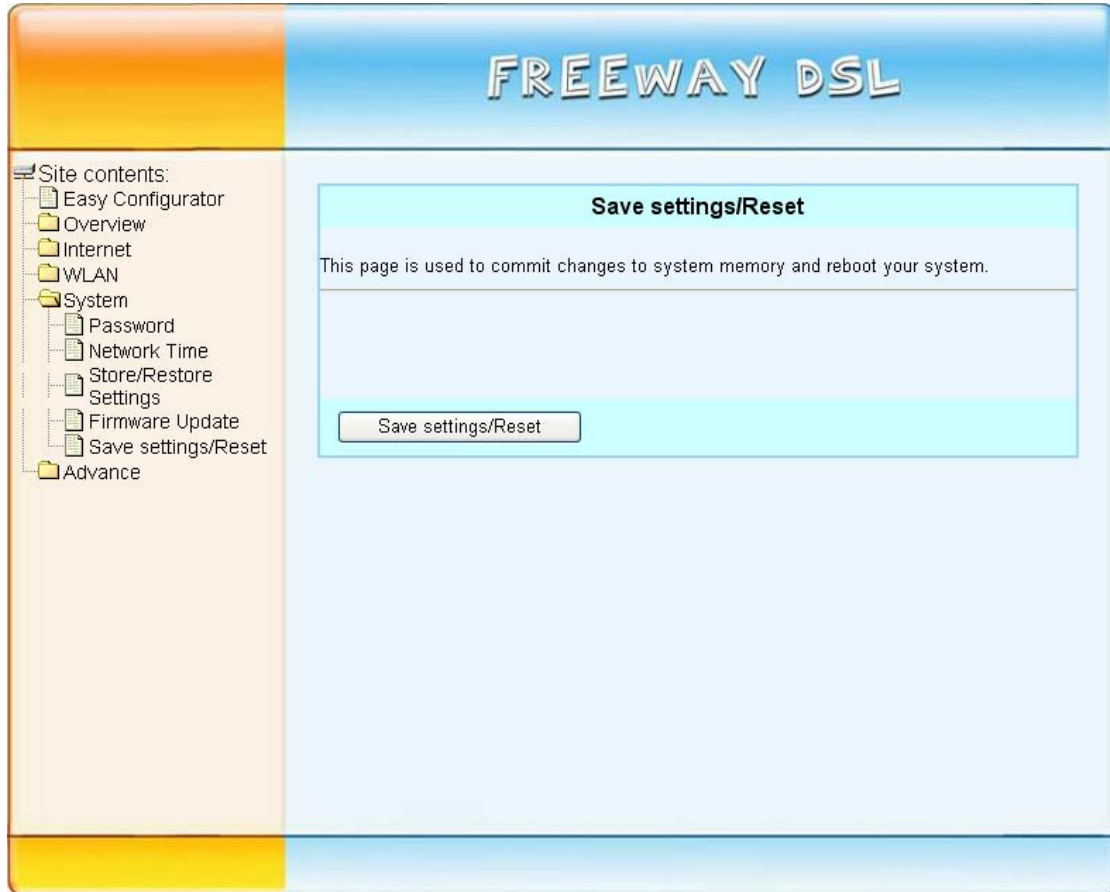 FREEWAY DSL
Site contents:
Easy Configurator
Overview
Internet
WLAN
System
Password
Network Time
Store/Restore
Settings
Firmware Update
Save settings/Reset
Advance
Save settings/Reset
This page is used to commit changes to system memory and reboot your system.
Save settings/Reset